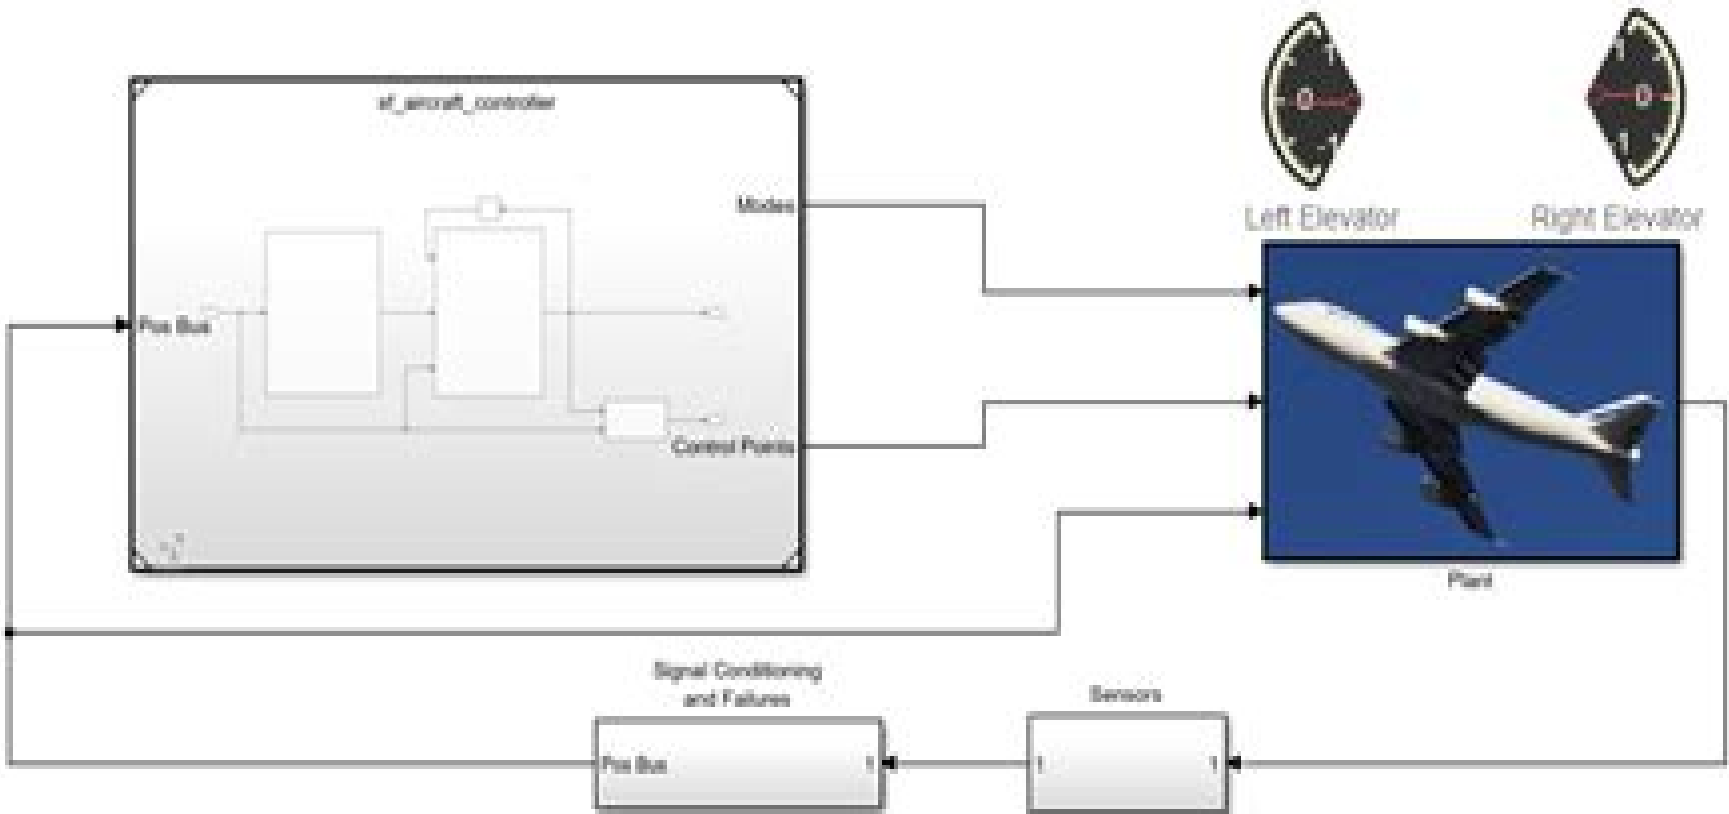 sf_aircraft_controller
Modes
Pos Bus
Control Points
0
0
Left Elevator
Right Elevator
Plant
Signal Conditioning
and Failures
Sensors
Pos Bus
1
1
1